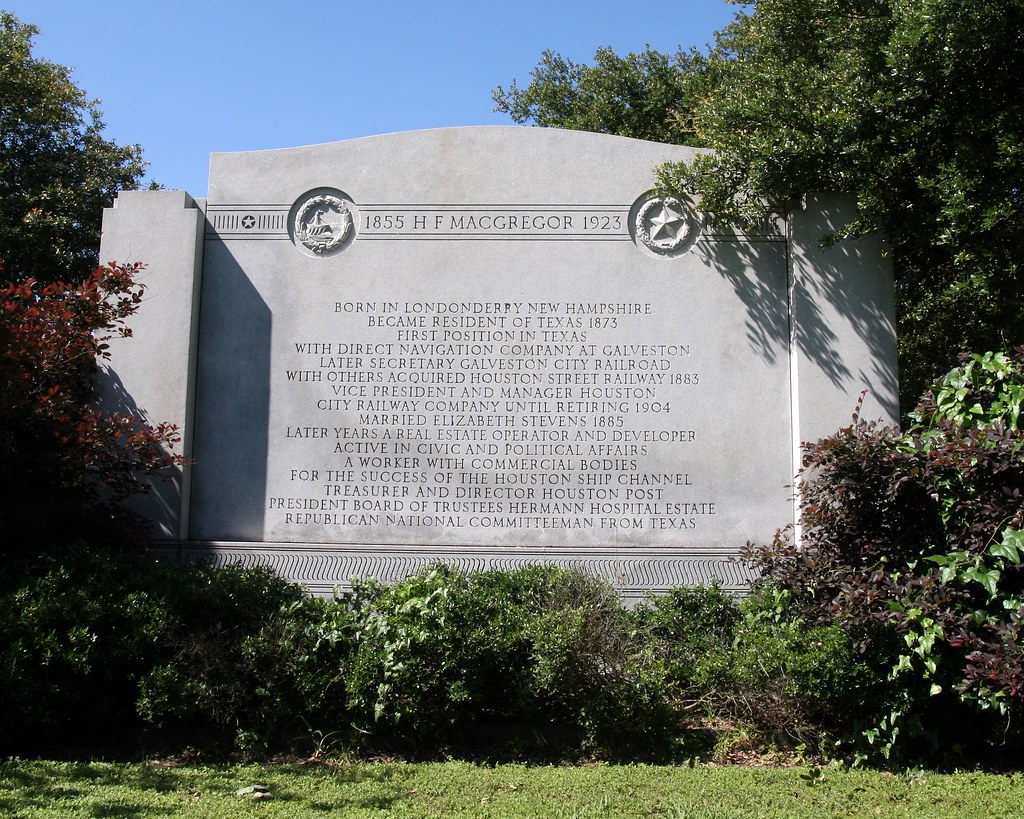 1855 H F MACGREGOR 1923
BORN IN LONDONDERRY NEW HAMPSHIRE
BECAME RESIDENT OF TEXAS 1873
FIRST POSITION IN TEXAS
WITH DIRECT NAVIGATION COMPANY AT GALVESTON
LATER SECRETARY GALVESTON CITY RAILROAD
WITH OTHERS ACQUIRED HOUSTON STREET RAILWAY 1883
VICE PRESIDENT AND MANAGER HOUSTON
CITY RAILWAY COMPANY UNTIL RETIRING 1904
MARRIED ELIZABETH STEVENS 1885
LATER YEARS A REAL ESTATE OPERATOR AND DEVELOPER
ACTIVE IN CIVIC AND POLITICAL AFFAIRS
A WORKER WITH COMMERCIAL BODIES
FOR THE SUCCESS OF THE HOUSTON SHIP CHANNEL
TREASURER AND DIRECTOR HOUSTON POST
PRESIDENT BOARD OF TRUSTEES HERMANN HOSPITAL ESTATE
REPUBLICAN NATIONAL COMMITTEEMAN FROM TEXAS